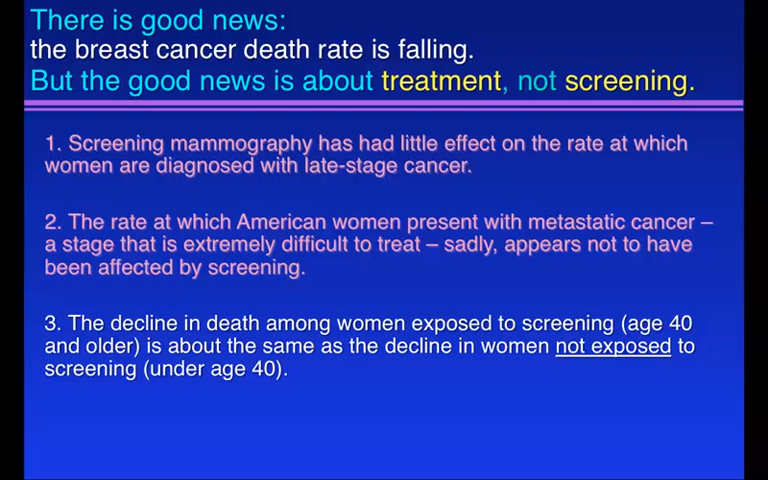 There is good news:
the breast cancer death rate is falling.
But the good news is about treatment, not screening.
1. Screening mammography has had little effect on the rate at which
women are diagnosed with late-stage cancer.
2. The rate at which American women present with metastatic cancer –
a stage that is extremely difficult to treat – sadly, appears not to have
been affected by screening.
3. The decline in death among women exposed to screening (age 40
and older) is about the same as the decline in women not exposed to
screening (under age 40).